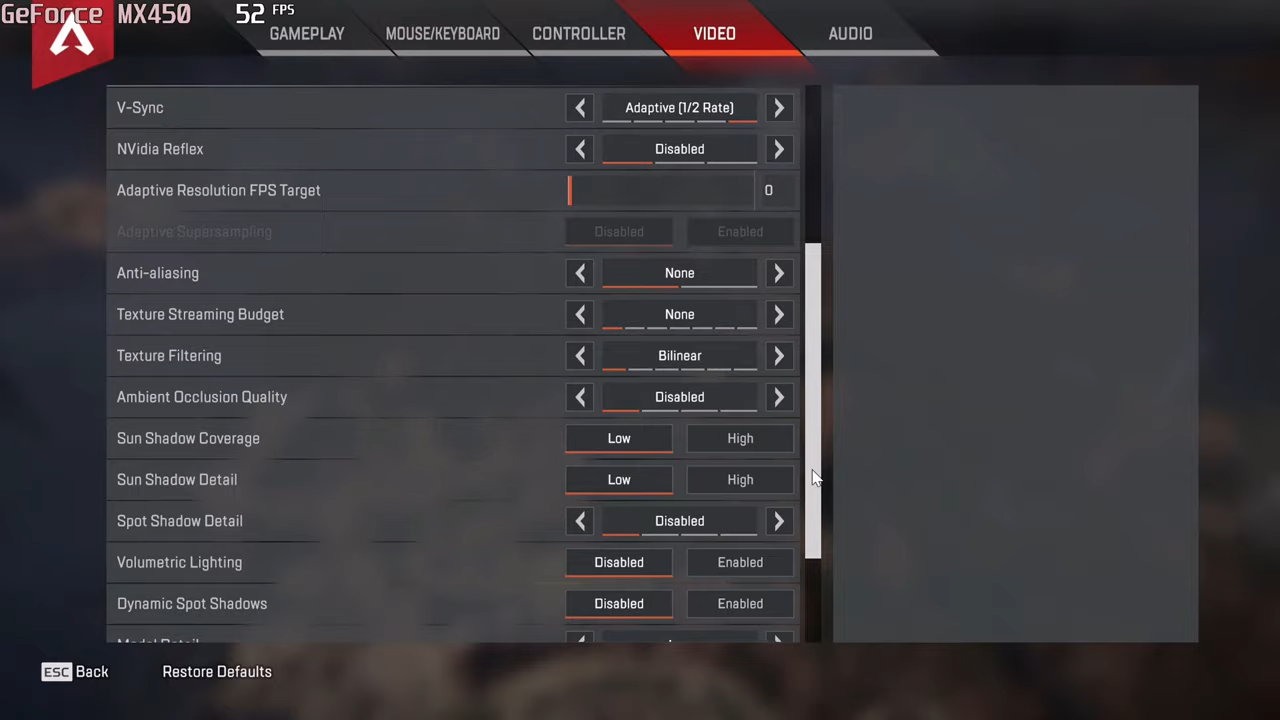 GeForce MX450 52 FPS
GAMEPLAY MOUSE/KEYBOARD CONTROLLER VIDEO AUDIO
V-Sync Adaptive (1/2 Rate)
NVidia Reflex Disabled
Adaptive Resolution FPS Target 0
Adaptive Supersampling Disabled Enabled
Anti-aliasing None
Texture Streaming Budget None
Texture Filtering Bilinear
Ambient Occlusion Quality Disabled
Sun Shadow Coverage Low High
Sun Shadow Detail Low High
Spot Shadow Detail Disabled
Volumetric Lighting Disabled Enabled
Dynamic Spot Shadows Disabled Enabled
Model Detail
ESC Back Restore Defaults